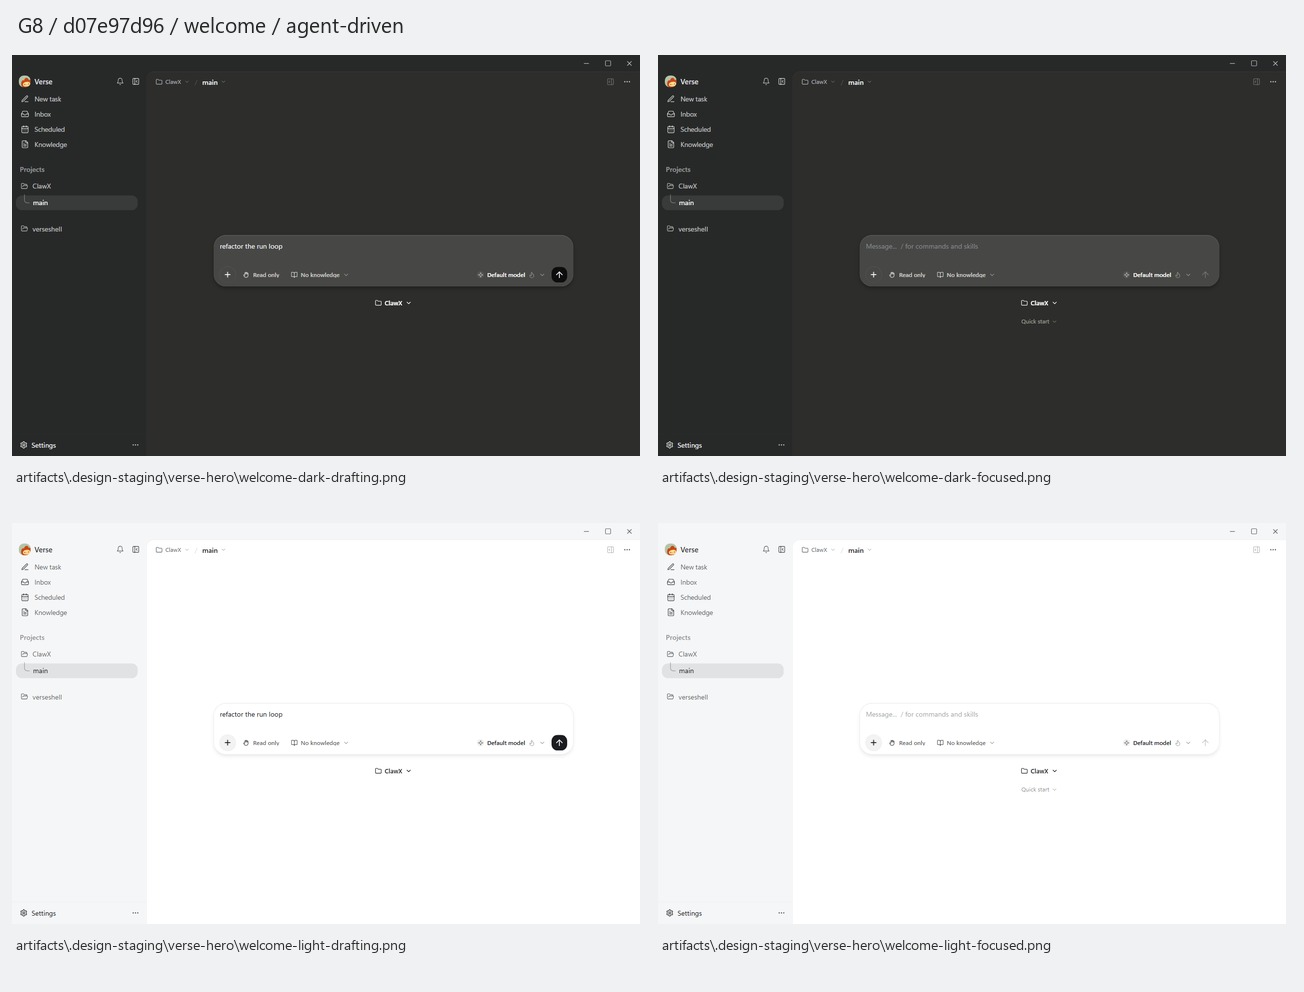 G8 / d07e97d96 / welcome / agent-driven
Verse
ClawX / main
New task
Inbox
Scheduled
Knowledge
Projects
ClawX
main
verseshell
refactor the run loop
Read only No knowledge Default model
ClawX
Settings
artifacts\.design-staging\verse-hero\welcome-dark-drafting.png
Verse
ClawX / main
New task
Inbox
Scheduled
Knowledge
Projects
ClawX
main
verseshell
Message... / for commands and skills
Read only No knowledge Default model
ClawX
Quick start
Settings
artifacts\.design-staging\verse-hero\welcome-dark-focused.png
Verse
ClawX / main
New task
Inbox
Scheduled
Knowledge
Projects
ClawX
main
verseshell
refactor the run loop
Read only No knowledge Default model
ClawX
Settings
artifacts\.design-staging\verse-hero\welcome-light-drafting.png
Verse
ClawX / main
New task
Inbox
Scheduled
Knowledge
Projects
ClawX
main
verseshell
Message... / for commands and skills
Read only No knowledge Default model
ClawX
Quick start
Settings
artifacts\.design-staging\verse-hero\welcome-light-focused.png